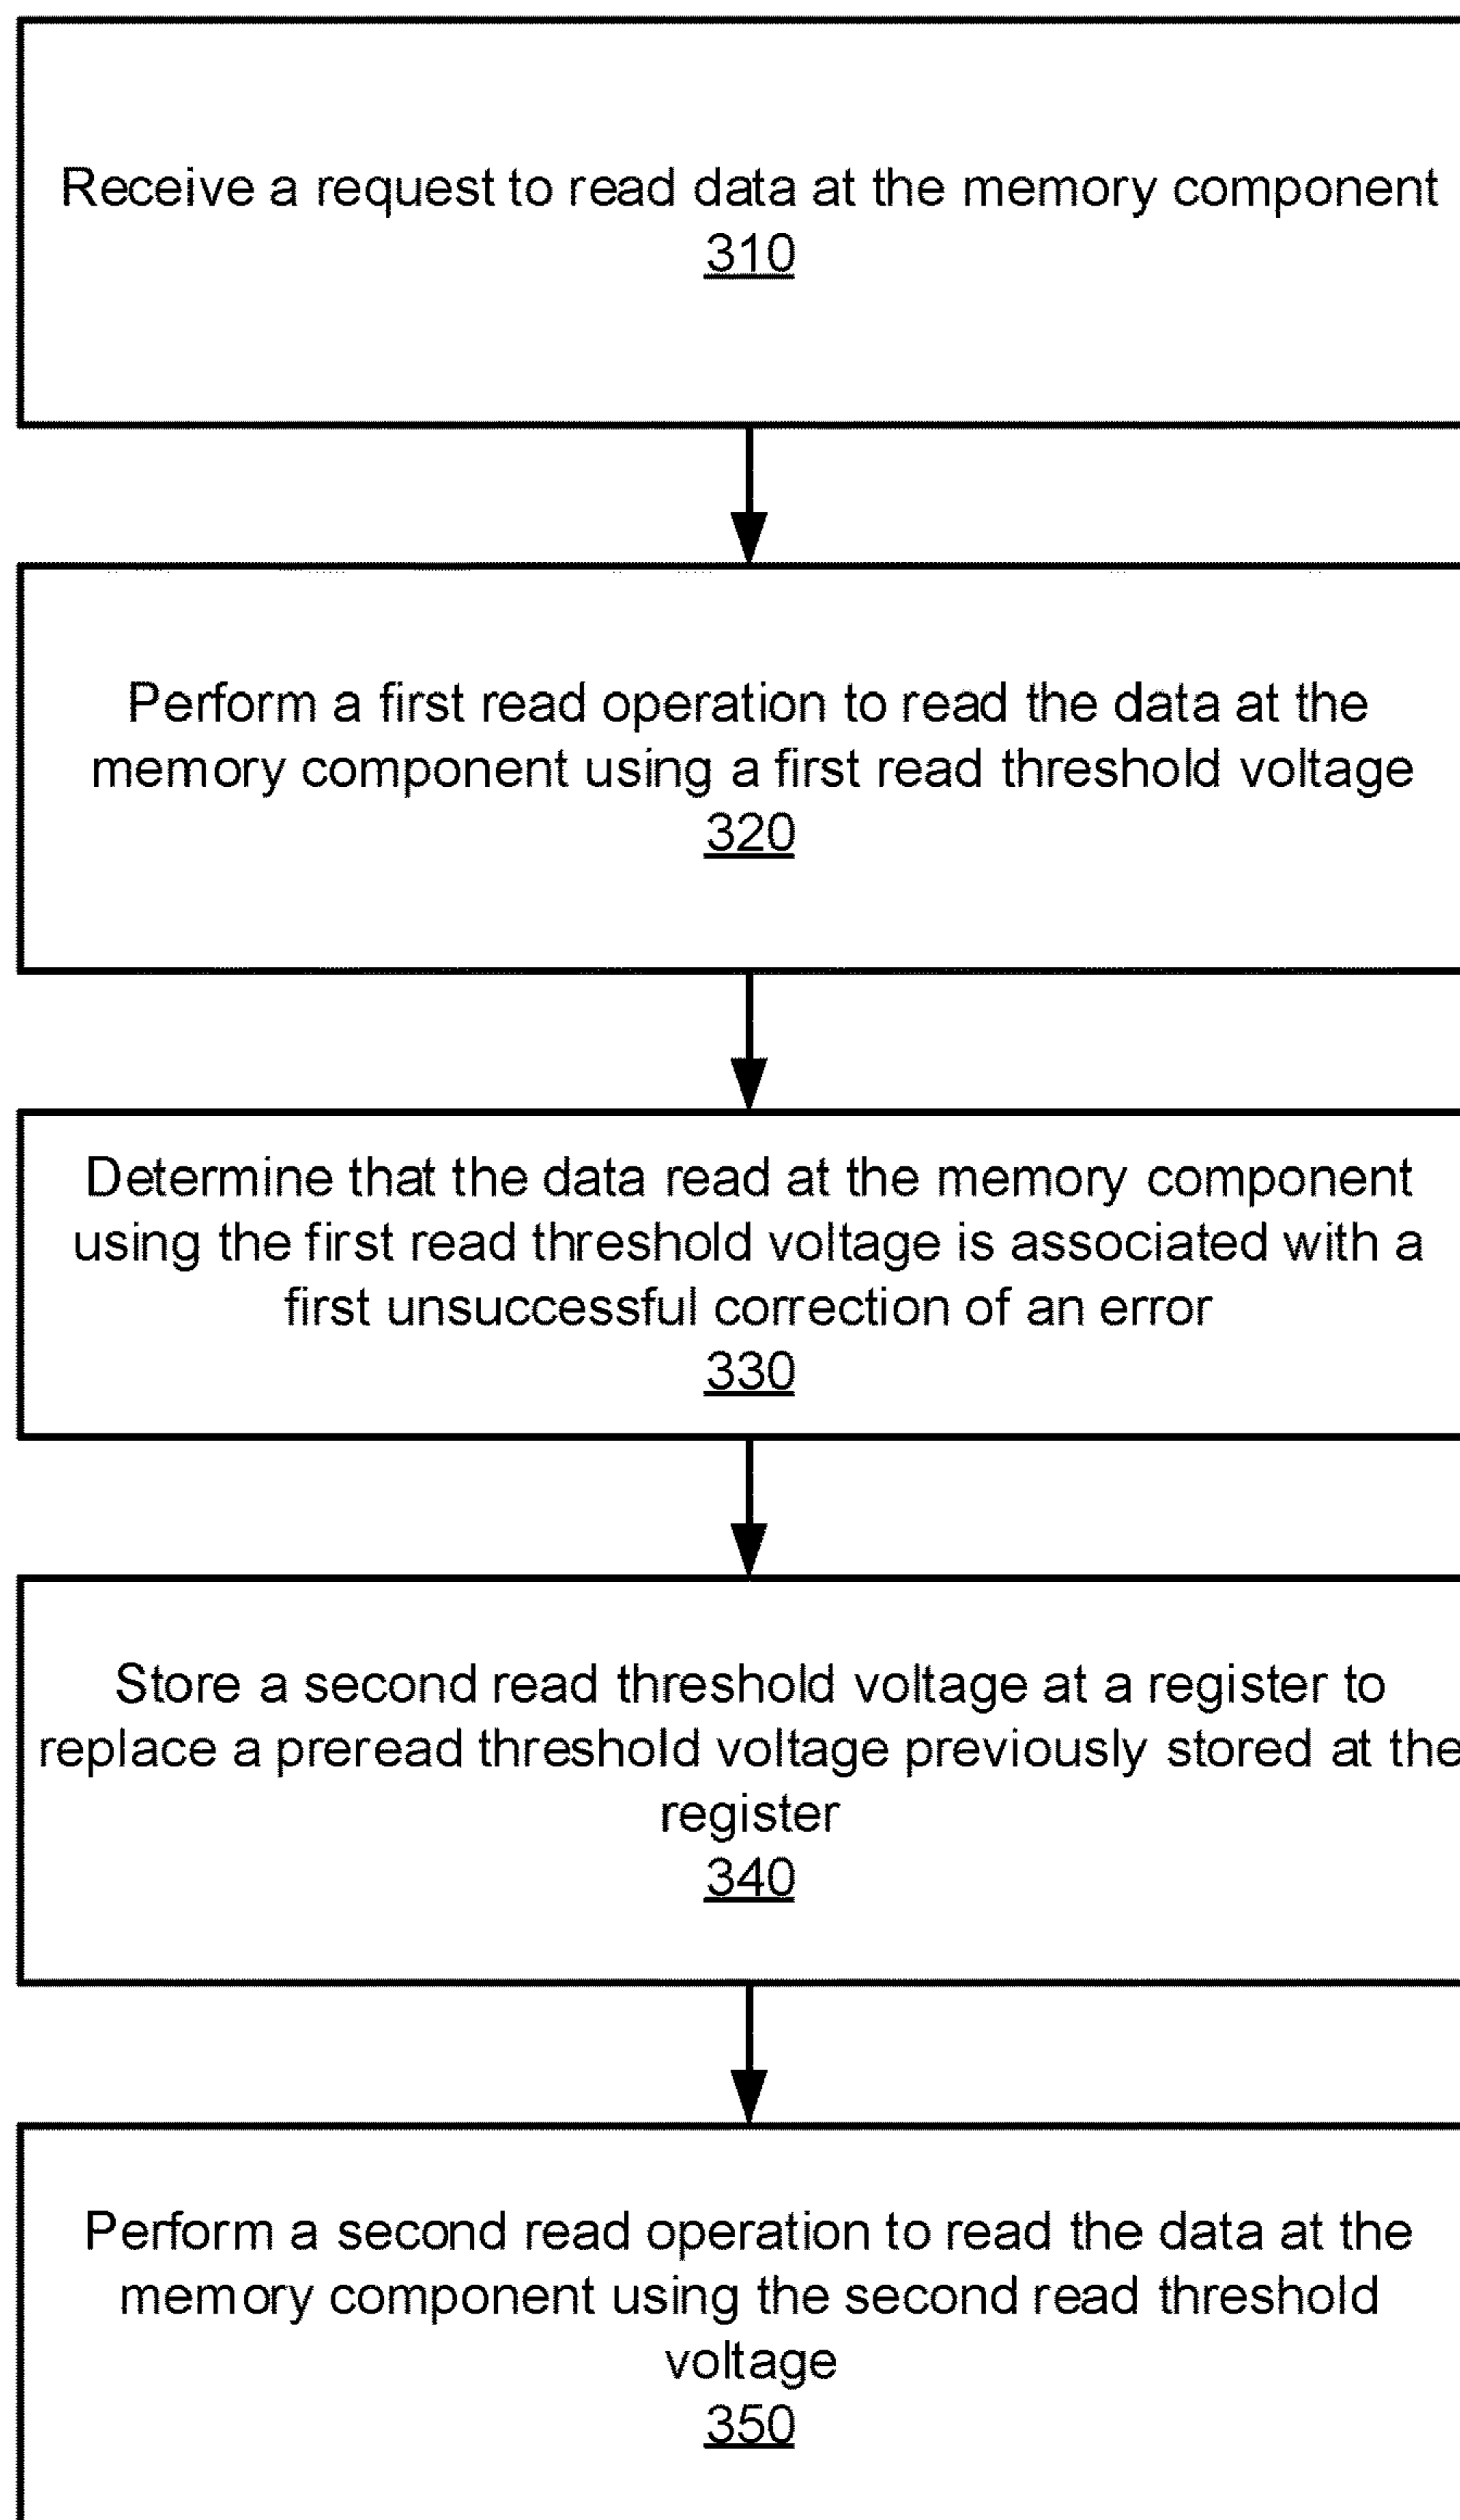 Receive a request to read data at the memory component
310
Perform a first read operation to read the data at the
memory component using a first read threshold voltage
320
Determine that the data read at the memory component
using the first read threshold voltage is associated with a
first unsuccessful correction of an error
330
Store a second read threshold voltage at a register to
replace a preread threshold voltage previously stored at the
register
340
Perform a second read operation to read the data at the
memory component using the second read threshold
voltage
350